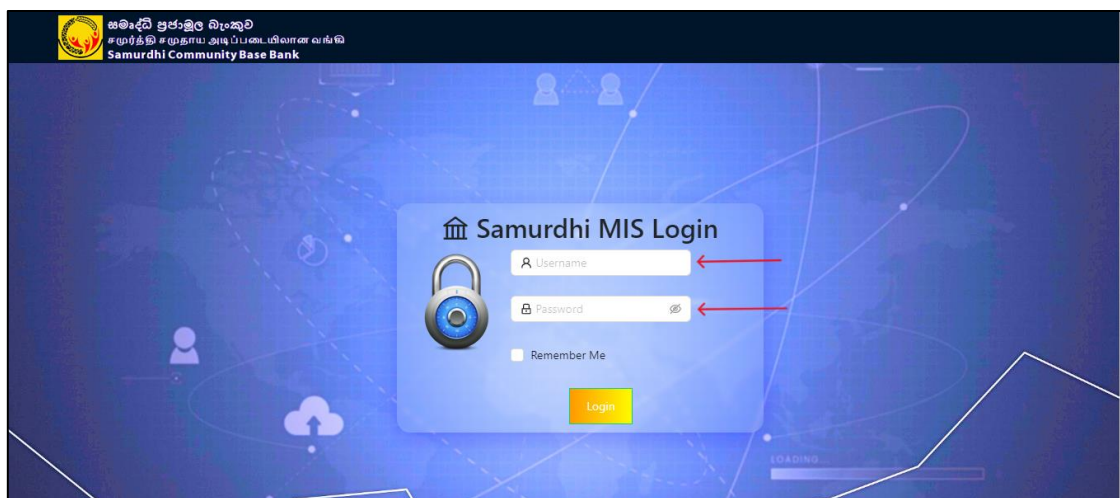 සමෘද්ධි ප්‍රජාමූල බැංකුව
சமுர்த்தி சமுதாய அடிப்படையிலான வங்கி
Samurdhi Community Base Bank
Samurdhi MIS Login
Username
Password
Remember Me
Login
LOADING...